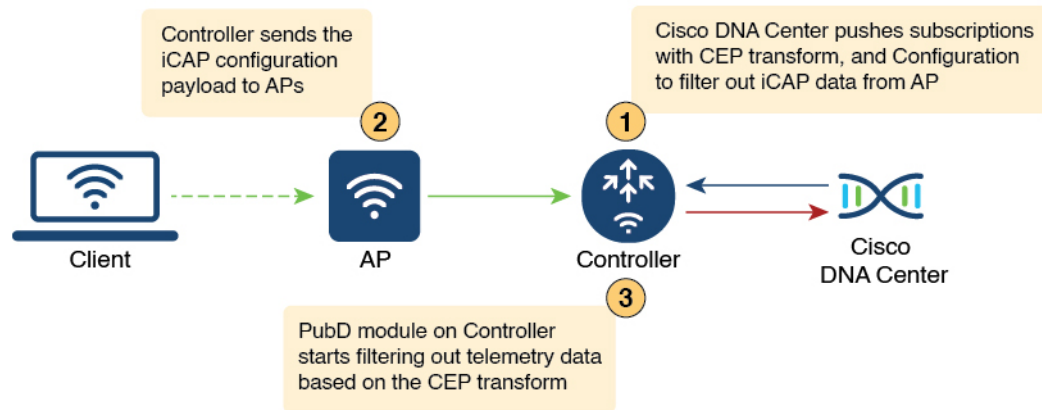 Controller sends the
iCAP configuration
payload to APs
Cisco DNA Center pushes subscriptions
with CEP transform, and Configuration
to filter out iCAP data from AP
2
1
Client
AP
Controller
Cisco
DNA Center
3
PubD module on Controller
starts filtering out telemetry data
based on the CEP transform